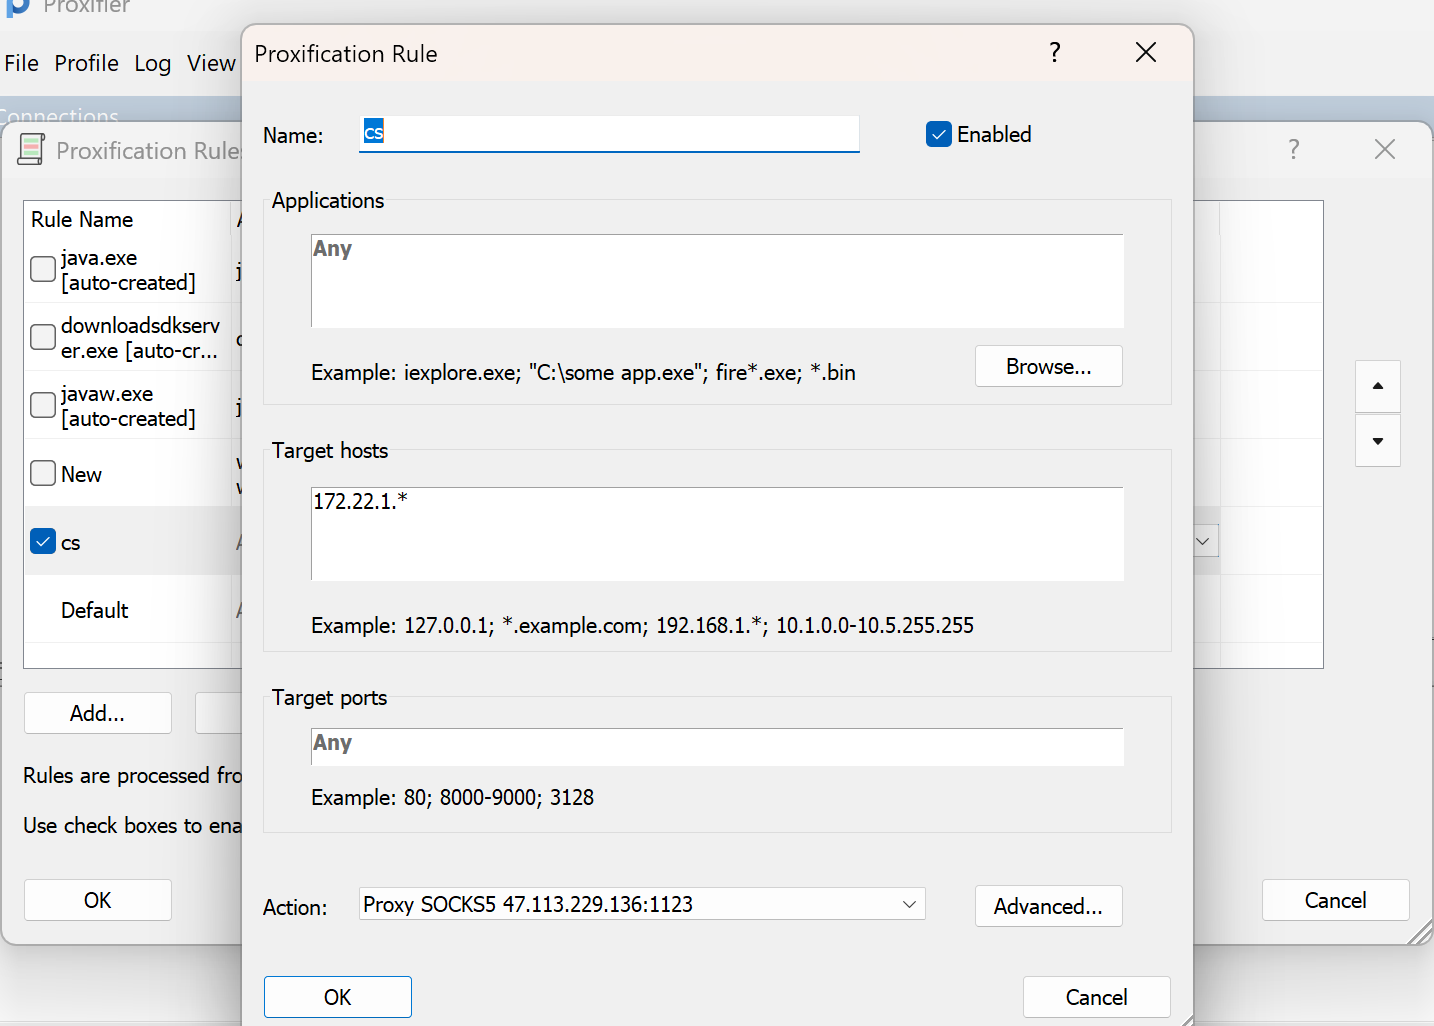 Proxifier
File Profile Log View
Connections
Proxification Rules
?
Rule Name
java.exe
[auto-created]
downloadsdkserv
er.exe [auto-cr...
javaw.exe
[auto-created]
New
cs
Default
Add...
Rules are processed fro
Use check boxes to ena
OK
Cancel
Proxification Rule
?
Name:
cs
Enabled
Applications
Any
Example: iexplore.exe; "C:\some app.exe"; fire*.exe; *.bin
Browse...
Target hosts
172.22.1.*
Example: 127.0.0.1; *.example.com; 192.168.1.*; 10.1.0.0-10.5.255.255
Target ports
Any
Example: 80; 8000-9000; 3128
Action:
Proxy SOCKS5 47.113.229.136:1123
Advanced...
OK
Cancel